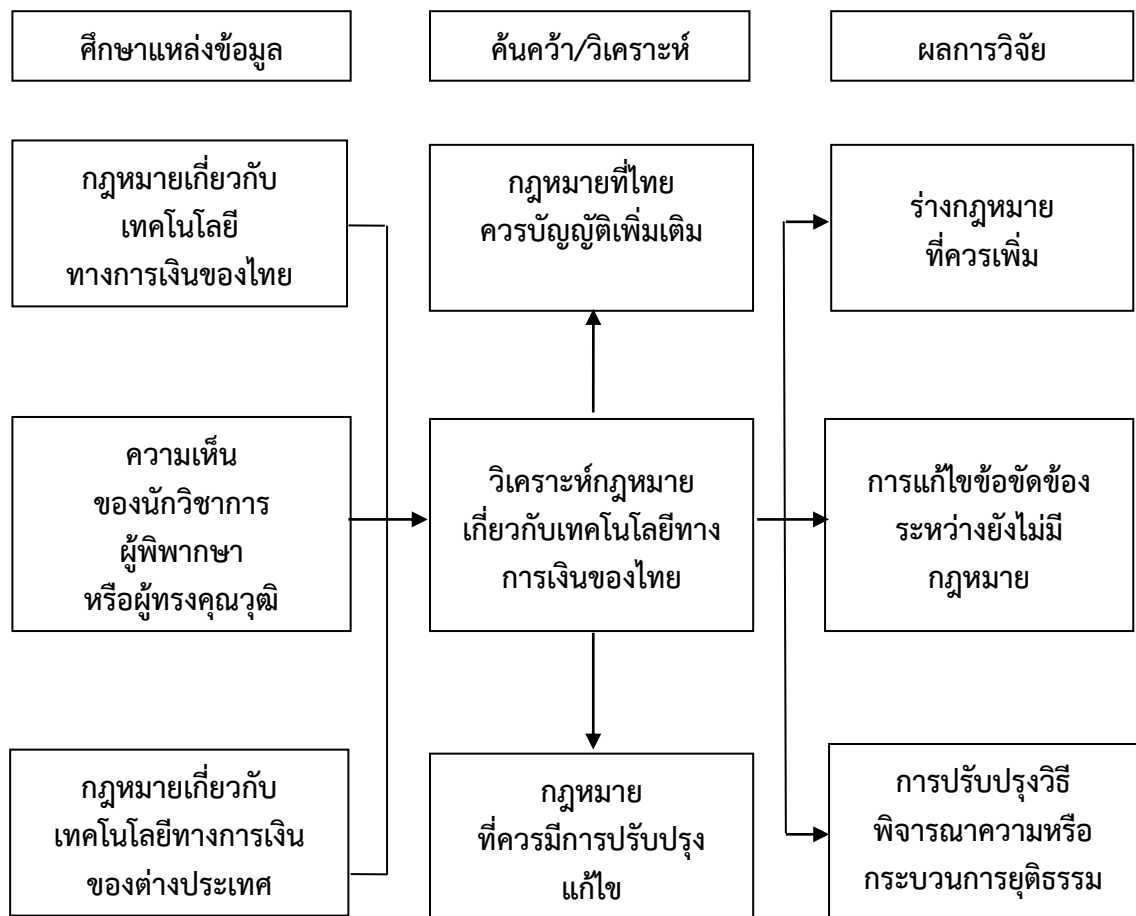 ศึกษาแหล่งข้อมูล
ค้นคว้า/วิเคราะห์
ผลการวิจัย
กฎหมายเกี่ยวกับ
เทคโนโลยี
ทางการเงินของไทย
กฎหมายที่ไทย
ควรบัญญัติเพิ่มเติม
ร่างกฎหมาย
ที่ควรเพิ่ม
ความเห็น
ของนักวิชาการ
ผู้พิพากษา
หรือผู้ทรงคุณวุฒิ
วิเคราะห์กฎหมาย
เกี่ยวกับเทคโนโลยีทาง
การเงินของไทย
การแก้ไขข้อขัดข้อง
ระหว่างยังไม่มี
กฎหมาย
กฎหมายเกี่ยวกับ
เทคโนโลยีทางการเงิน
ของต่างประเทศ
กฎหมาย
ที่ควรมีการปรับปรุง
แก้ไข
การปรับปรุงวิธี
พิจารณาความหรือ
กระบวนการยุติธรรม